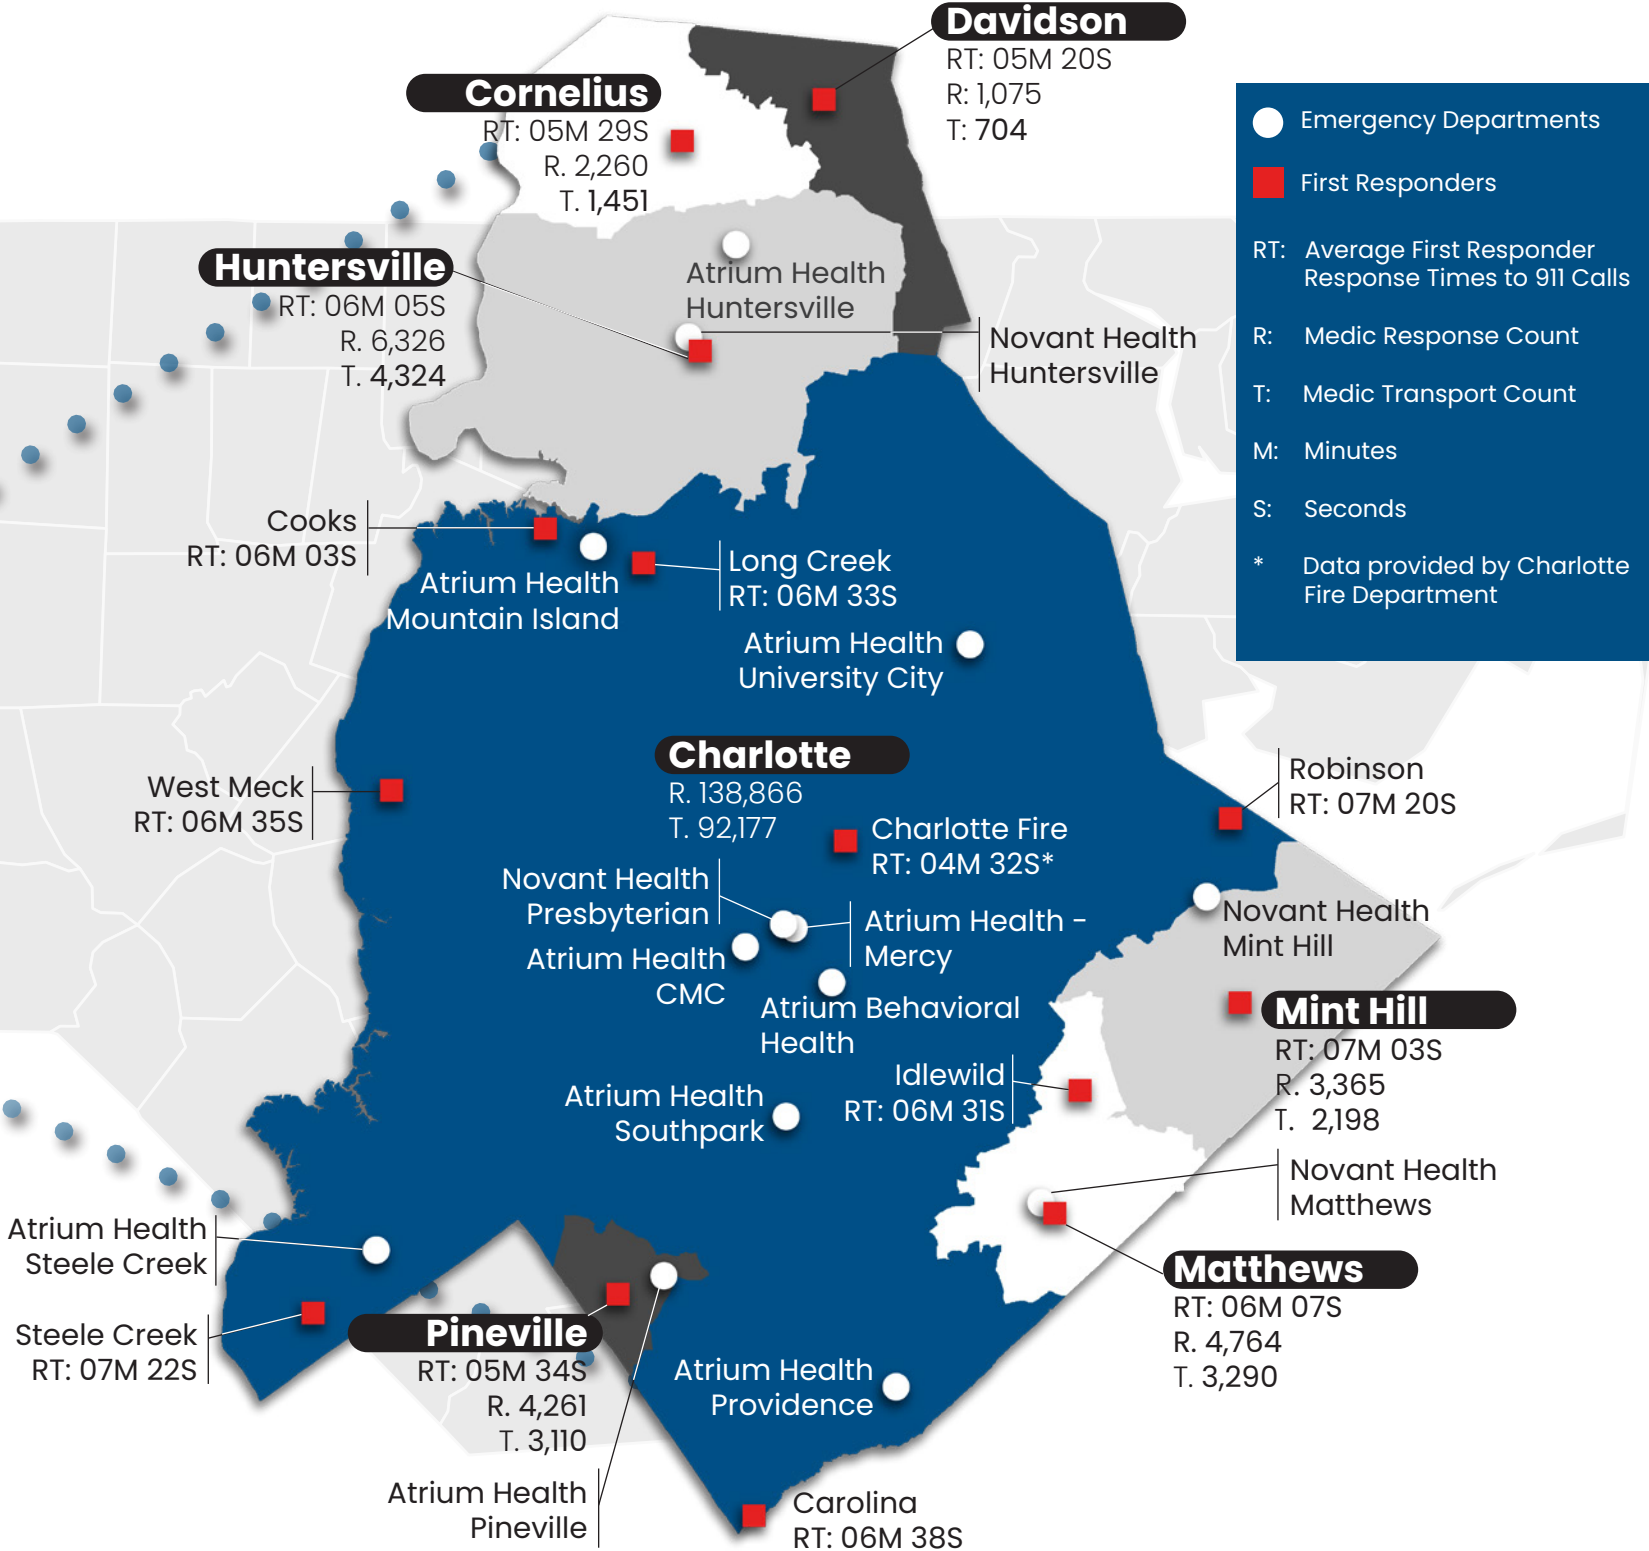 Davidson
RT: 05M 20S
R: 1,075
T: 704
Cornelius
RT: 05M 29S
R. 2,260
T. 1,451
Emergency Departments
First Responders
RT: Average First Responder
Response Times to 911 Calls
R: Medic Response Count
T: Medic Transport Count
M: Minutes
S: Seconds
* Data provided by Charlotte
Fire Department
Huntersville
RT: 06M 05S
R. 6,326
T. 4,324
Atrium Health
Huntersville
Novant Health
Huntersville
Cooks
RT: 06M 03S
Atrium Health
Mountain Island
Long Creek
RT: 06M 33S
Atrium Health
University City
Charlotte
R. 138,866
T. 92,177
West Meck
RT: 06M 35S
Robinson
RT: 07M 20S
Charlotte Fire
RT: 04M 32S*
Novant Health
Presbyterian
Atrium Health -
Mercy
Atrium Health
CMC
Atrium Behavioral
Health
Novant Health
Mint Hill
Mint Hill
RT: 07M 03S
R. 3,365
T. 2,198
Idlewild
RT: 06M 31S
Atrium Health
Southpark
Novant Health
Matthews
Matthews
RT: 06M 07S
R. 4,764
T. 3,290
Atrium Health
Steele Creek
Steele Creek
RT: 07M 22S
Pineville
RT: 05M 34S
R. 4,261
T. 3,110
Atrium Health
Providence
Atrium Health
Pineville
Carolina
RT: 06M 38S